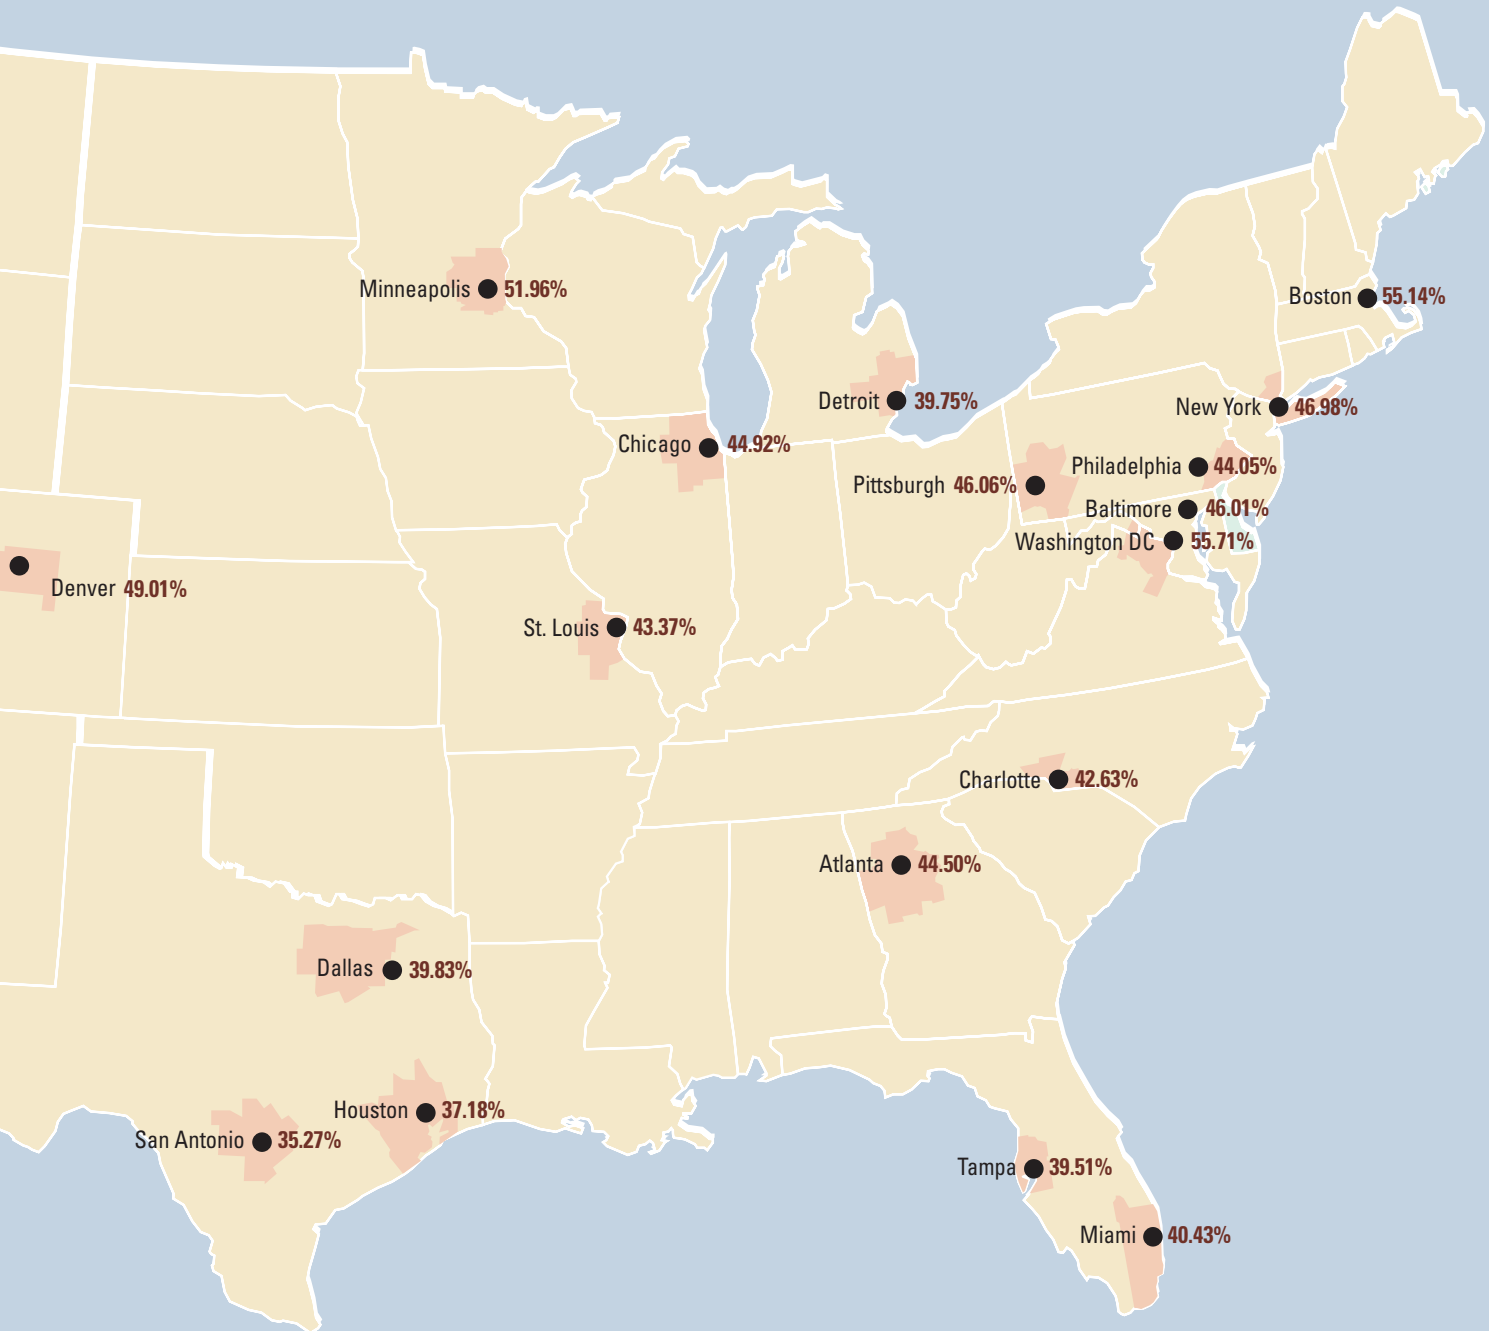 Minneapolis 51.96%
Boston 55.14%
Detroit 39.75%
New York 46.98%
Chicago 44.92%
Philadelphia 44.05%
Pittsburgh 46.06%
Baltimore 46.01%
Washington DC 55.71%
Denver 49.01%
St. Louis 43.37%
Charlotte 42.63%
Atlanta 44.50%
Dallas 39.83%
Houston 37.18%
San Antonio 35.27%
Tampa 39.51%
Miami 40.43%